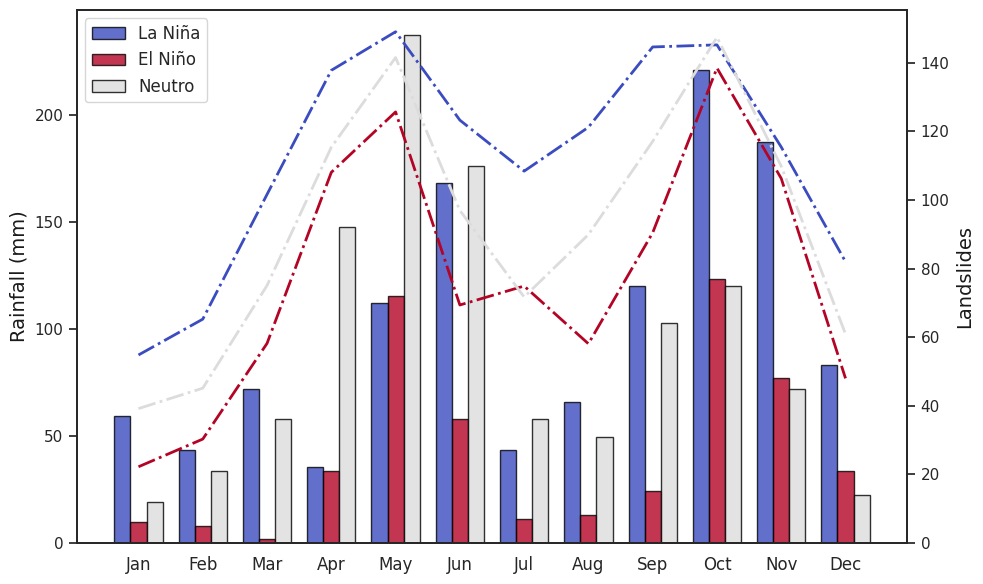 La Niña
El Niño
Neutro
Rainfall (mm)
200
150
100
50
0
Landslides
140
120
100
80
60
40
20
0
Jan Feb Mar Apr May Jun Jul Aug Sep Oct Nov Dec